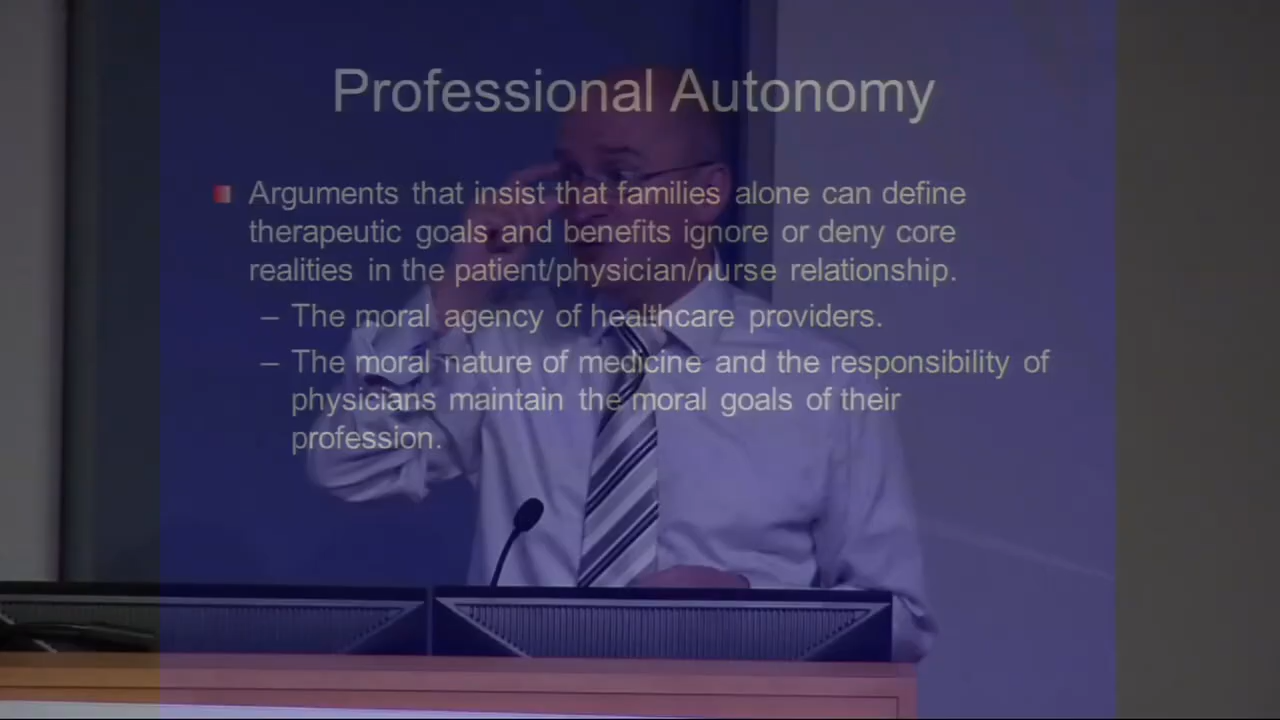 Professional Autonomy
Arguments that insist that families alone can define
therapeutic goals and benefits ignore or deny core
realities in the patient/physician/nurse relationship.
– The moral agency of healthcare providers.
– The moral nature of medicine and the responsibility of
physicians maintain the moral goals of their
profession.